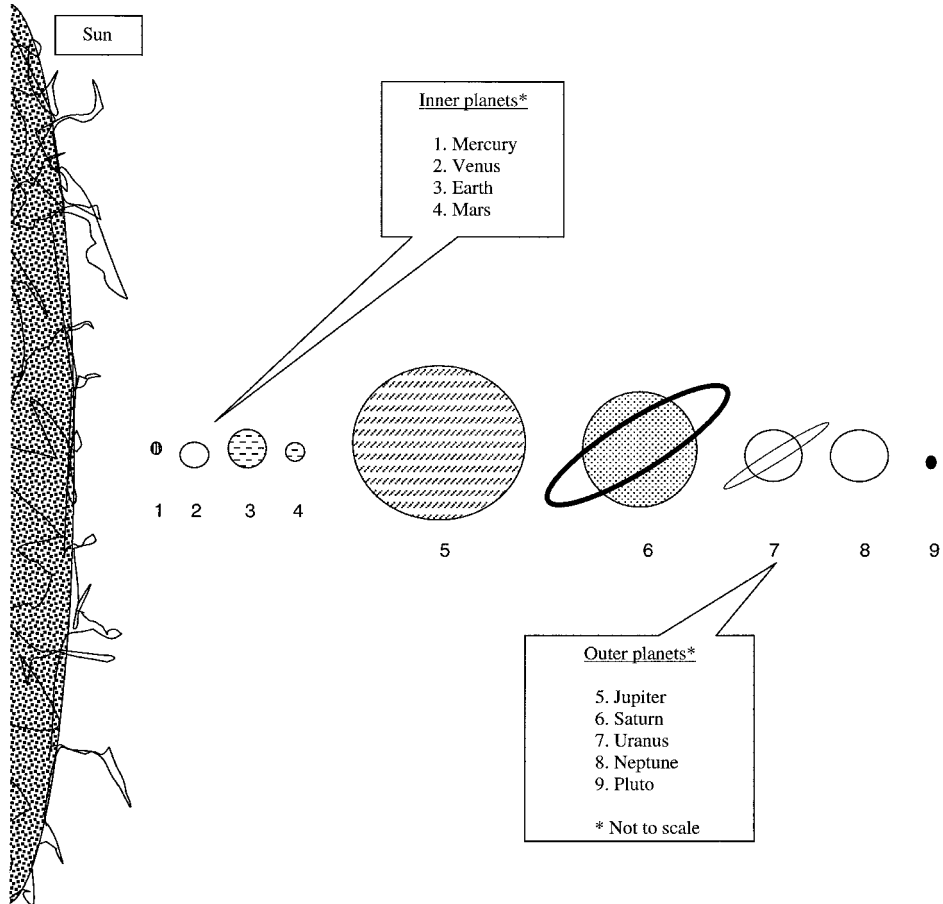 Sun
Inner planets*
1. Mercury
2. Venus
3. Earth
4. Mars
1 2 3 4
5 6 7 8 9
Outer planets*
5. Jupiter
6. Saturn
7. Uranus
8. Neptune
9. Pluto
* Not to scale